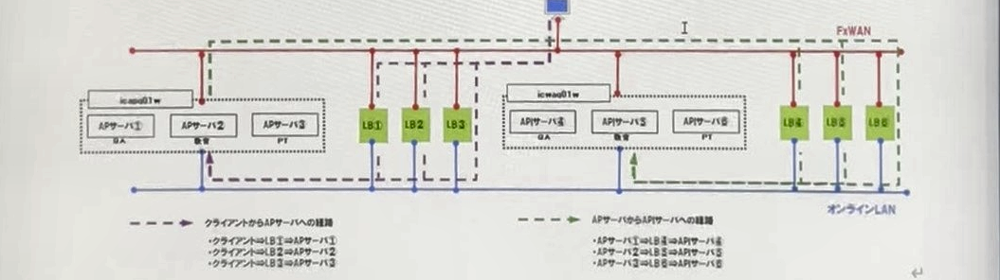 FxWAN
icapq01w
APサーバ① APサーバ2 APサーバ3
QA 教育 PT
LB① LB2 LB3
icwaq01w
APIサーバ④ APIサーバ5 APIサーバ6
QA 教育 PT
LB④ LB5 LB6
オンラインLAN
クライアントからAPサーバへの経路
・クライアント⇒LB①⇒APサーバ①
・クライアント⇒LB2⇒APサーバ2
・クライアント⇒LB3⇒APサーバ3
APサーバからAPIサーバへの経路
・APサーバ①⇒LB④⇒APIサーバ④
・APサーバ2⇒LB5⇒APIサーバ5
・APサーバ3⇒LB6⇒APIサーバ6